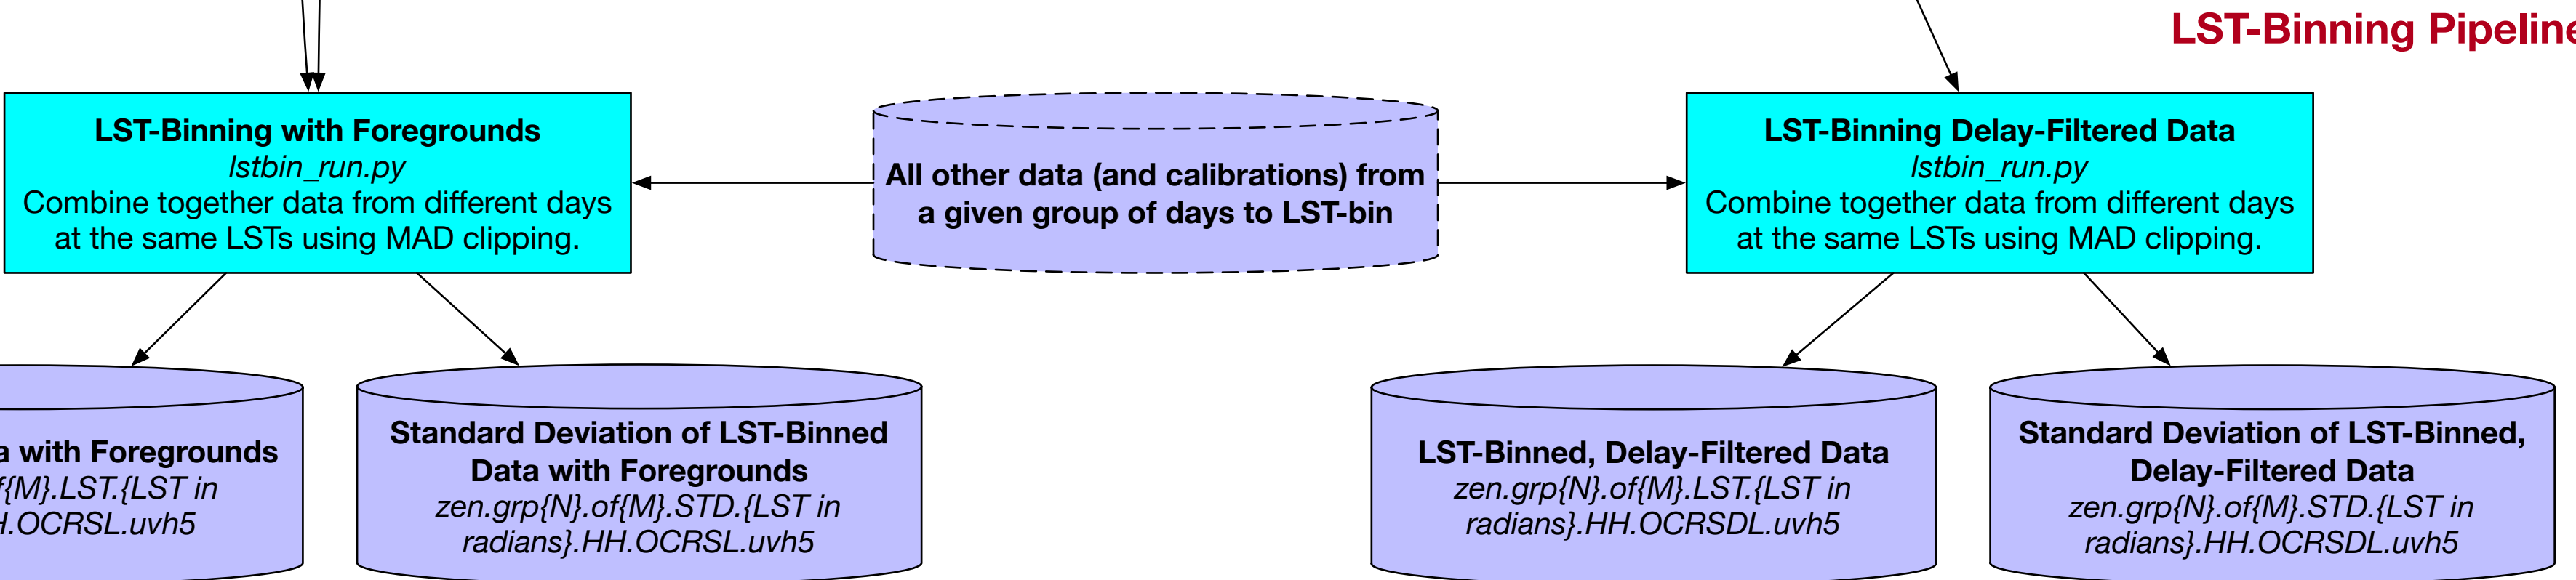 LST-Binning Pipeline
LST-Binning with Foregrounds
lstbin_run.py
Combine together data from different days
at the same LSTs using MAD clipping.
All other data (and calibrations) from
a given group of days to LST-bin
LST-Binning Delay-Filtered Data
lstbin_run.py
Combine together data from different days
at the same LSTs using MAD clipping.
with Foregrounds
{M}.LST.{LST in
.OCRSL.uvh5
Standard Deviation of LST-Binned
Data with Foregrounds
zen.grp{N}.of{M}.STD.{LST in
radians}.HH.OCRSL.uvh5
LST-Binned, Delay-Filtered Data
zen.grp{N}.of{M}.LST.{LST in
radians}.HH.OCRSDL.uvh5
Standard Deviation of LST-Binned,
Delay-Filtered Data
zen.grp{N}.of{M}.STD.{LST in
radians}.HH.OCRSDL.uvh5